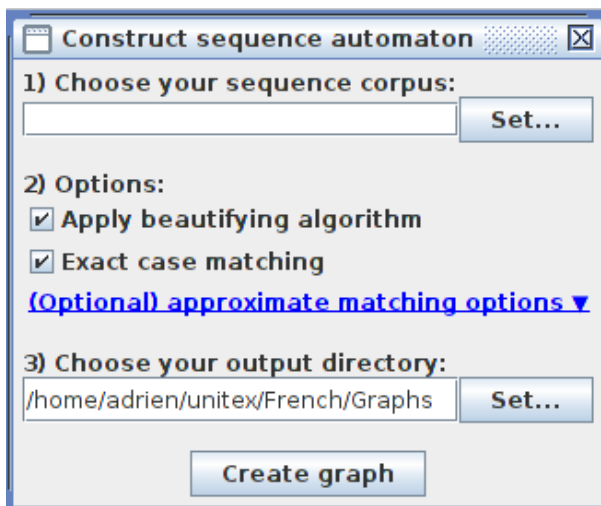 Construct sequence automaton
1) Choose your sequence corpus:
Set...
2) Options:
Apply beautifying algorithm
Exact case matching
(Optional) approximate matching options ▼
3) Choose your output directory:
/home/adrien/unitex/French/Graphs Set...
Create graph